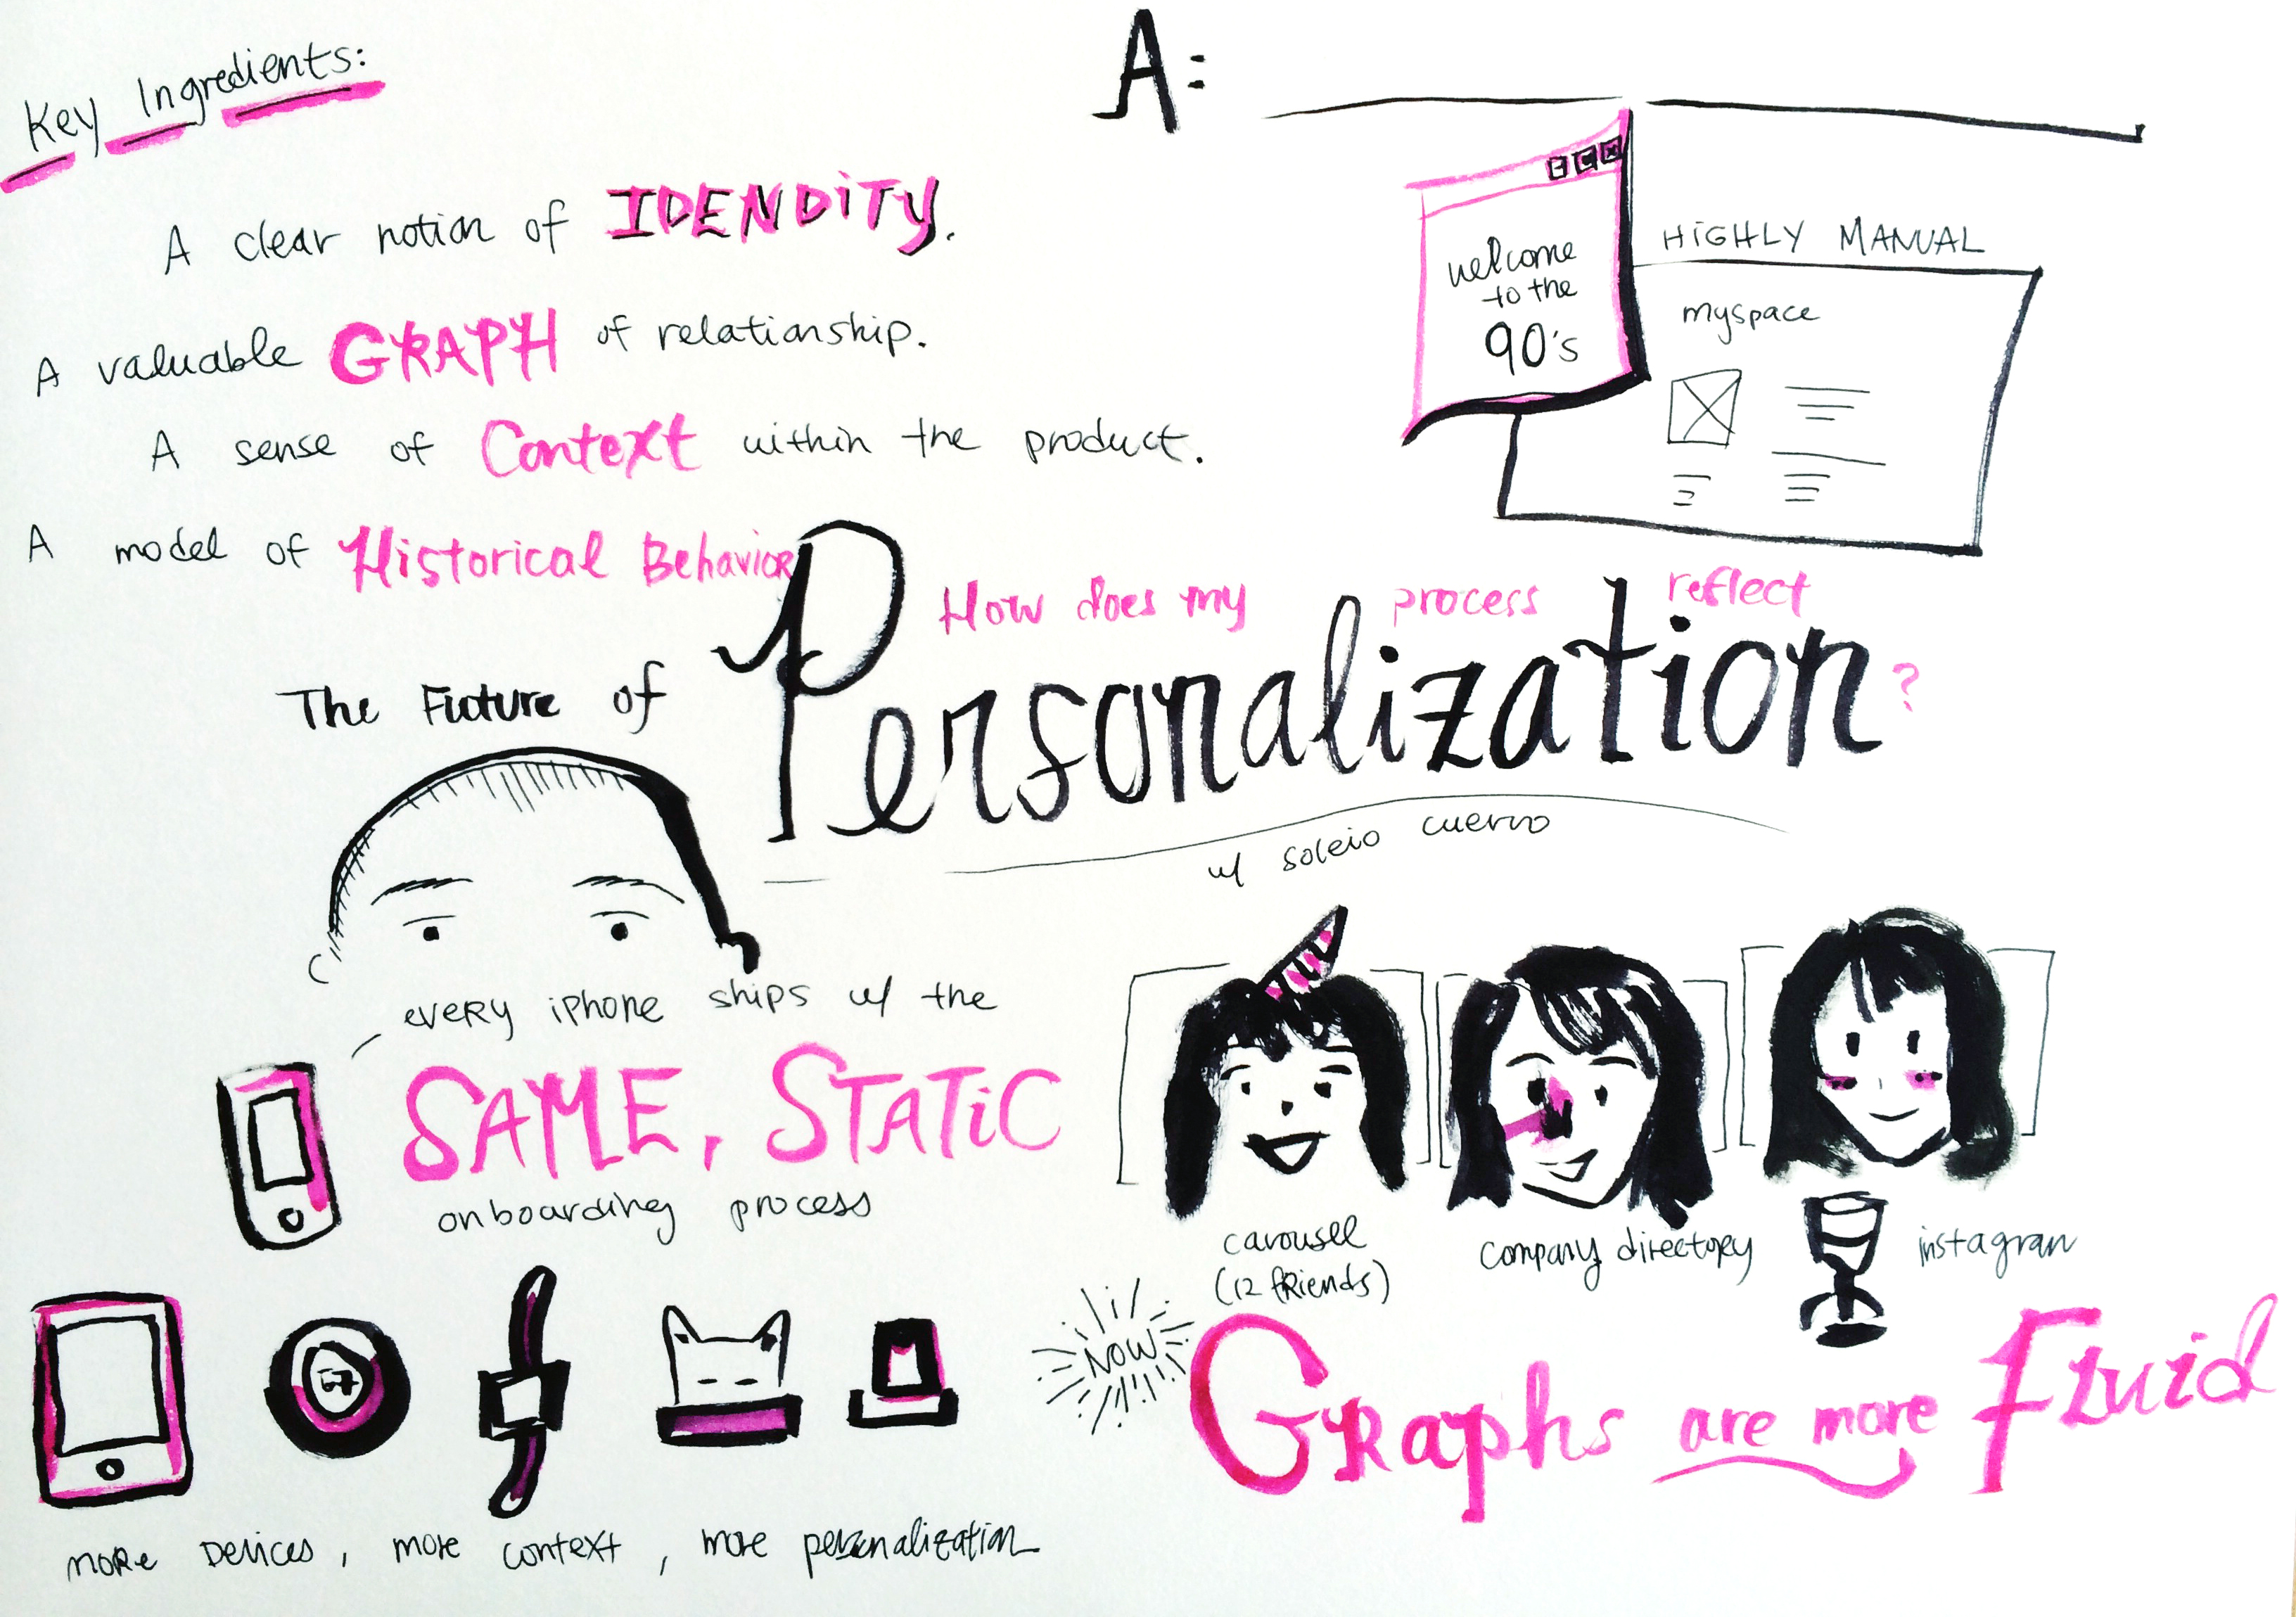 Key Ingredients:
A clear notion of IDENDITY.
A valuable GRAPH of relationship.
A sense of Context within the product.
A model of Historical Behavior
A:
welcome
to the
90's
HIGHLY MANUAL
myspace
How does my process reflect
The Future of Personalization?
w/ soleio cuervo
every iphone ships w/ the
SAME, STATIC
onboarding process
67
more Devices, more context, more personalization
carousel
(12 friends)
company directory
instagram
NOW
Graphs are more Fluid